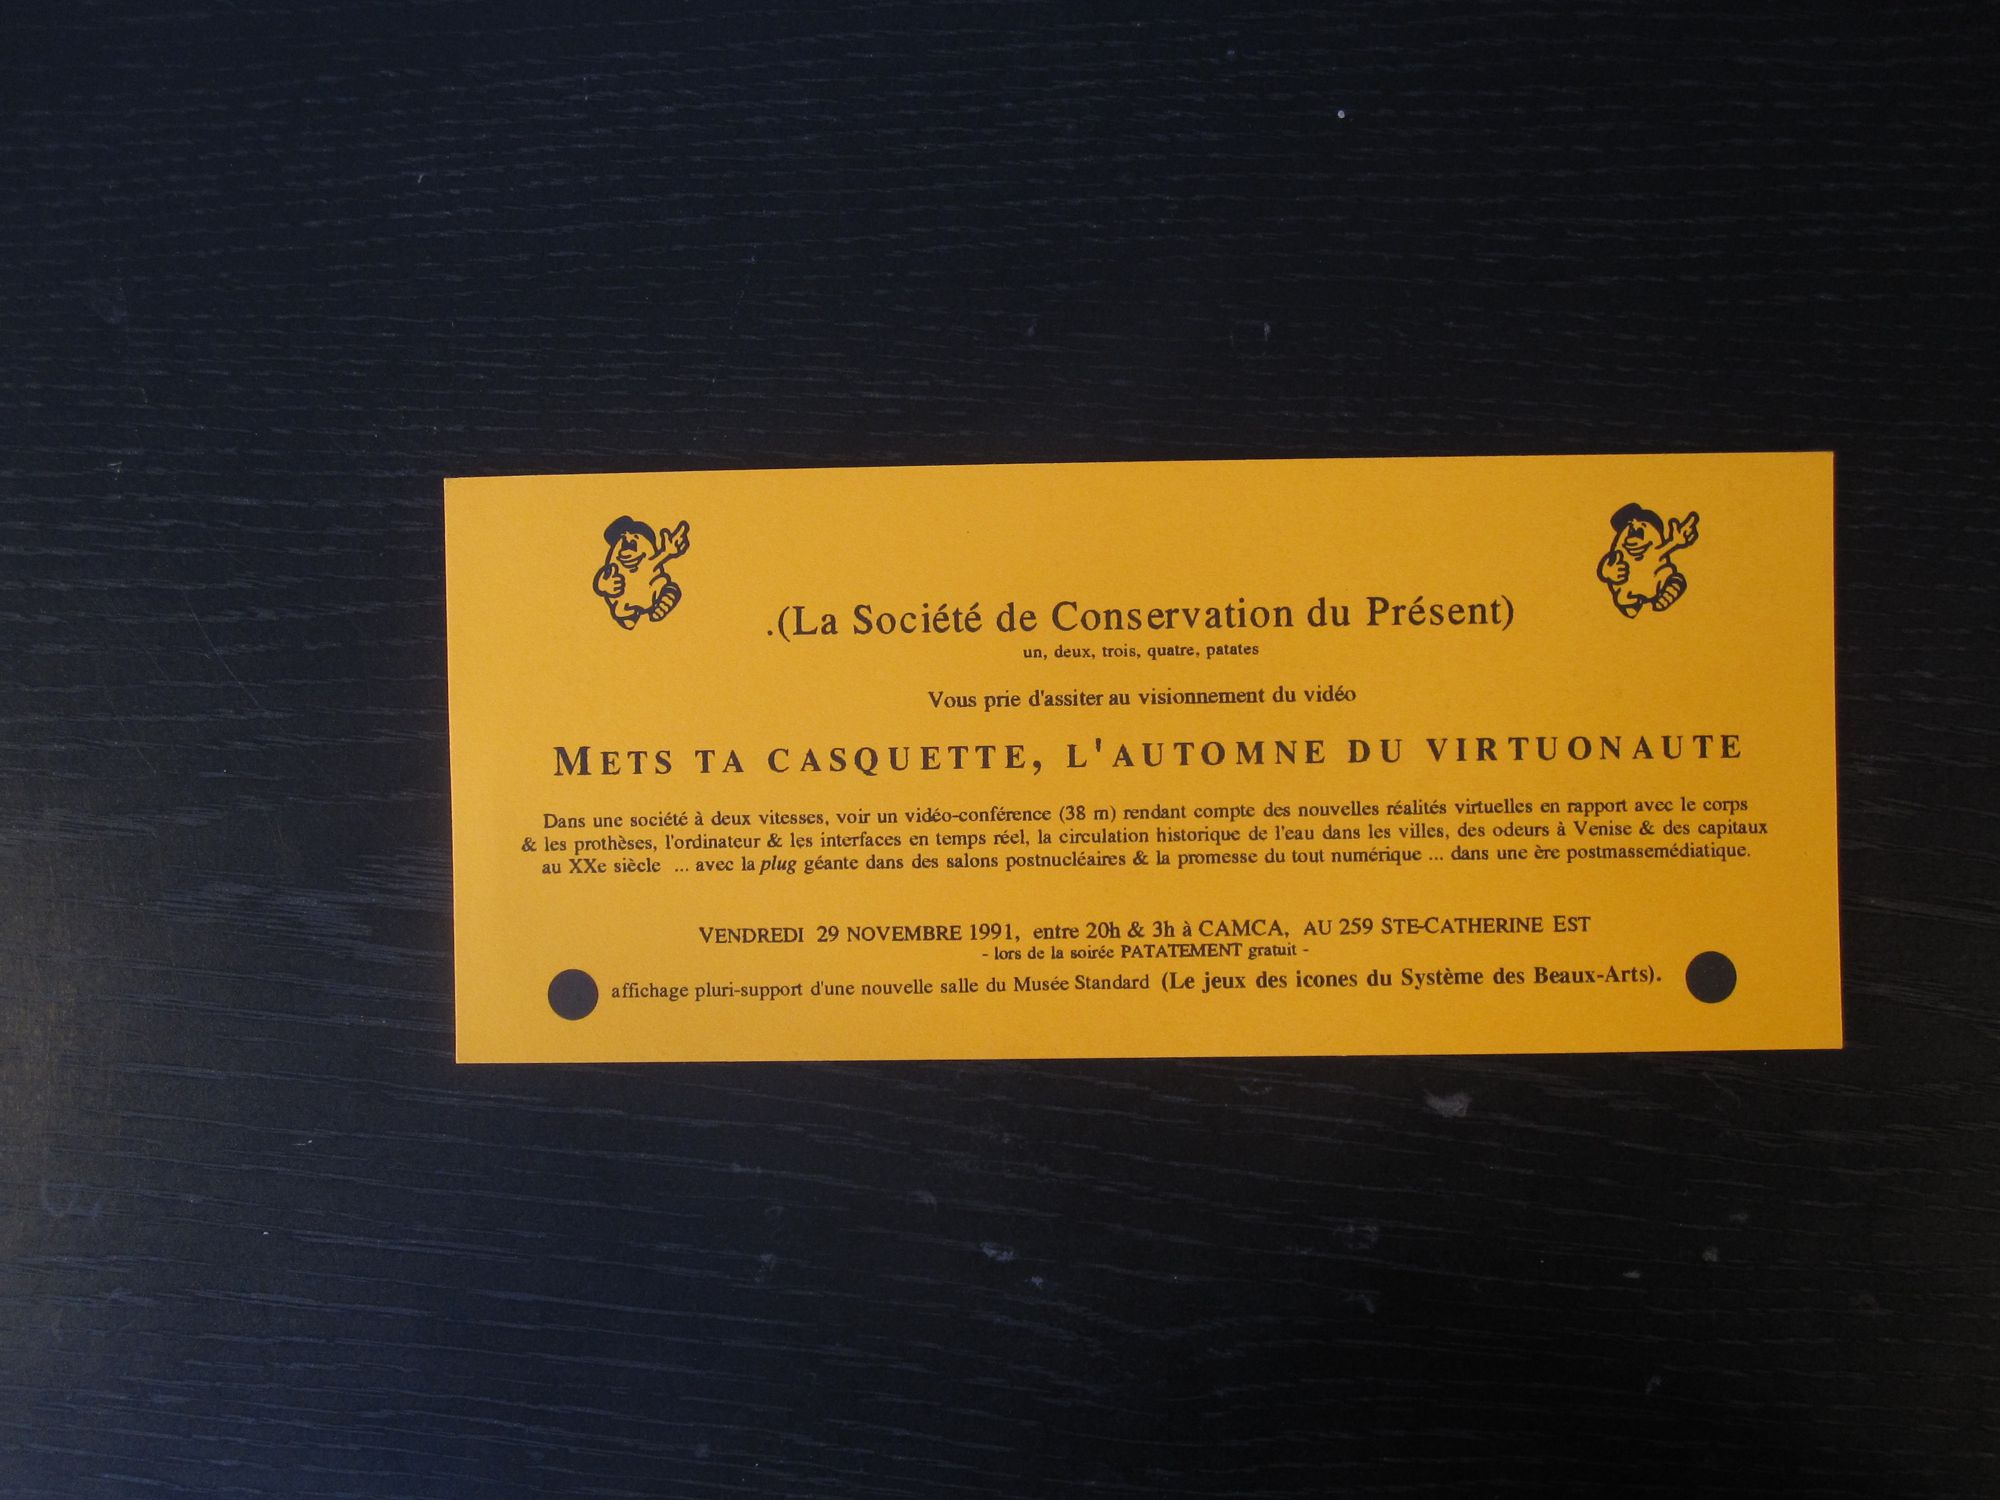 .(La Société de Conservation du Présent)
un, deux, trois, quatre, patates
Vous prie d'assiter au visionnement du vidéo
METS TA CASQUETTE, L'AUTOMNE DU VIRTUONAUTE
Dans une société à deux vitesses, voir un vidéo-conférence (38 m) rendant compte des nouvelles réalités virtuelles en rapport avec le corps
& les prothèses, l'ordinateur & les interfaces en temps réel, la circulation historique de l'eau dans les villes, des odeurs à Venise & des capitaux
au XXe siècle ... avec la plug géante dans des salons postnucléaires & la promesse du tout numérique ... dans une ère postmassemédiatique.
VENDREDI 29 NOVEMBRE 1991, entre 20h & 3h à CAMCA, AU 259 STE-CATHERINE EST
- lors de la soirée PATATEMENT gratuit -
affichage pluri-support d'une nouvelle salle du Musée Standard (Le jeux des icones du Système des Beaux-Arts).